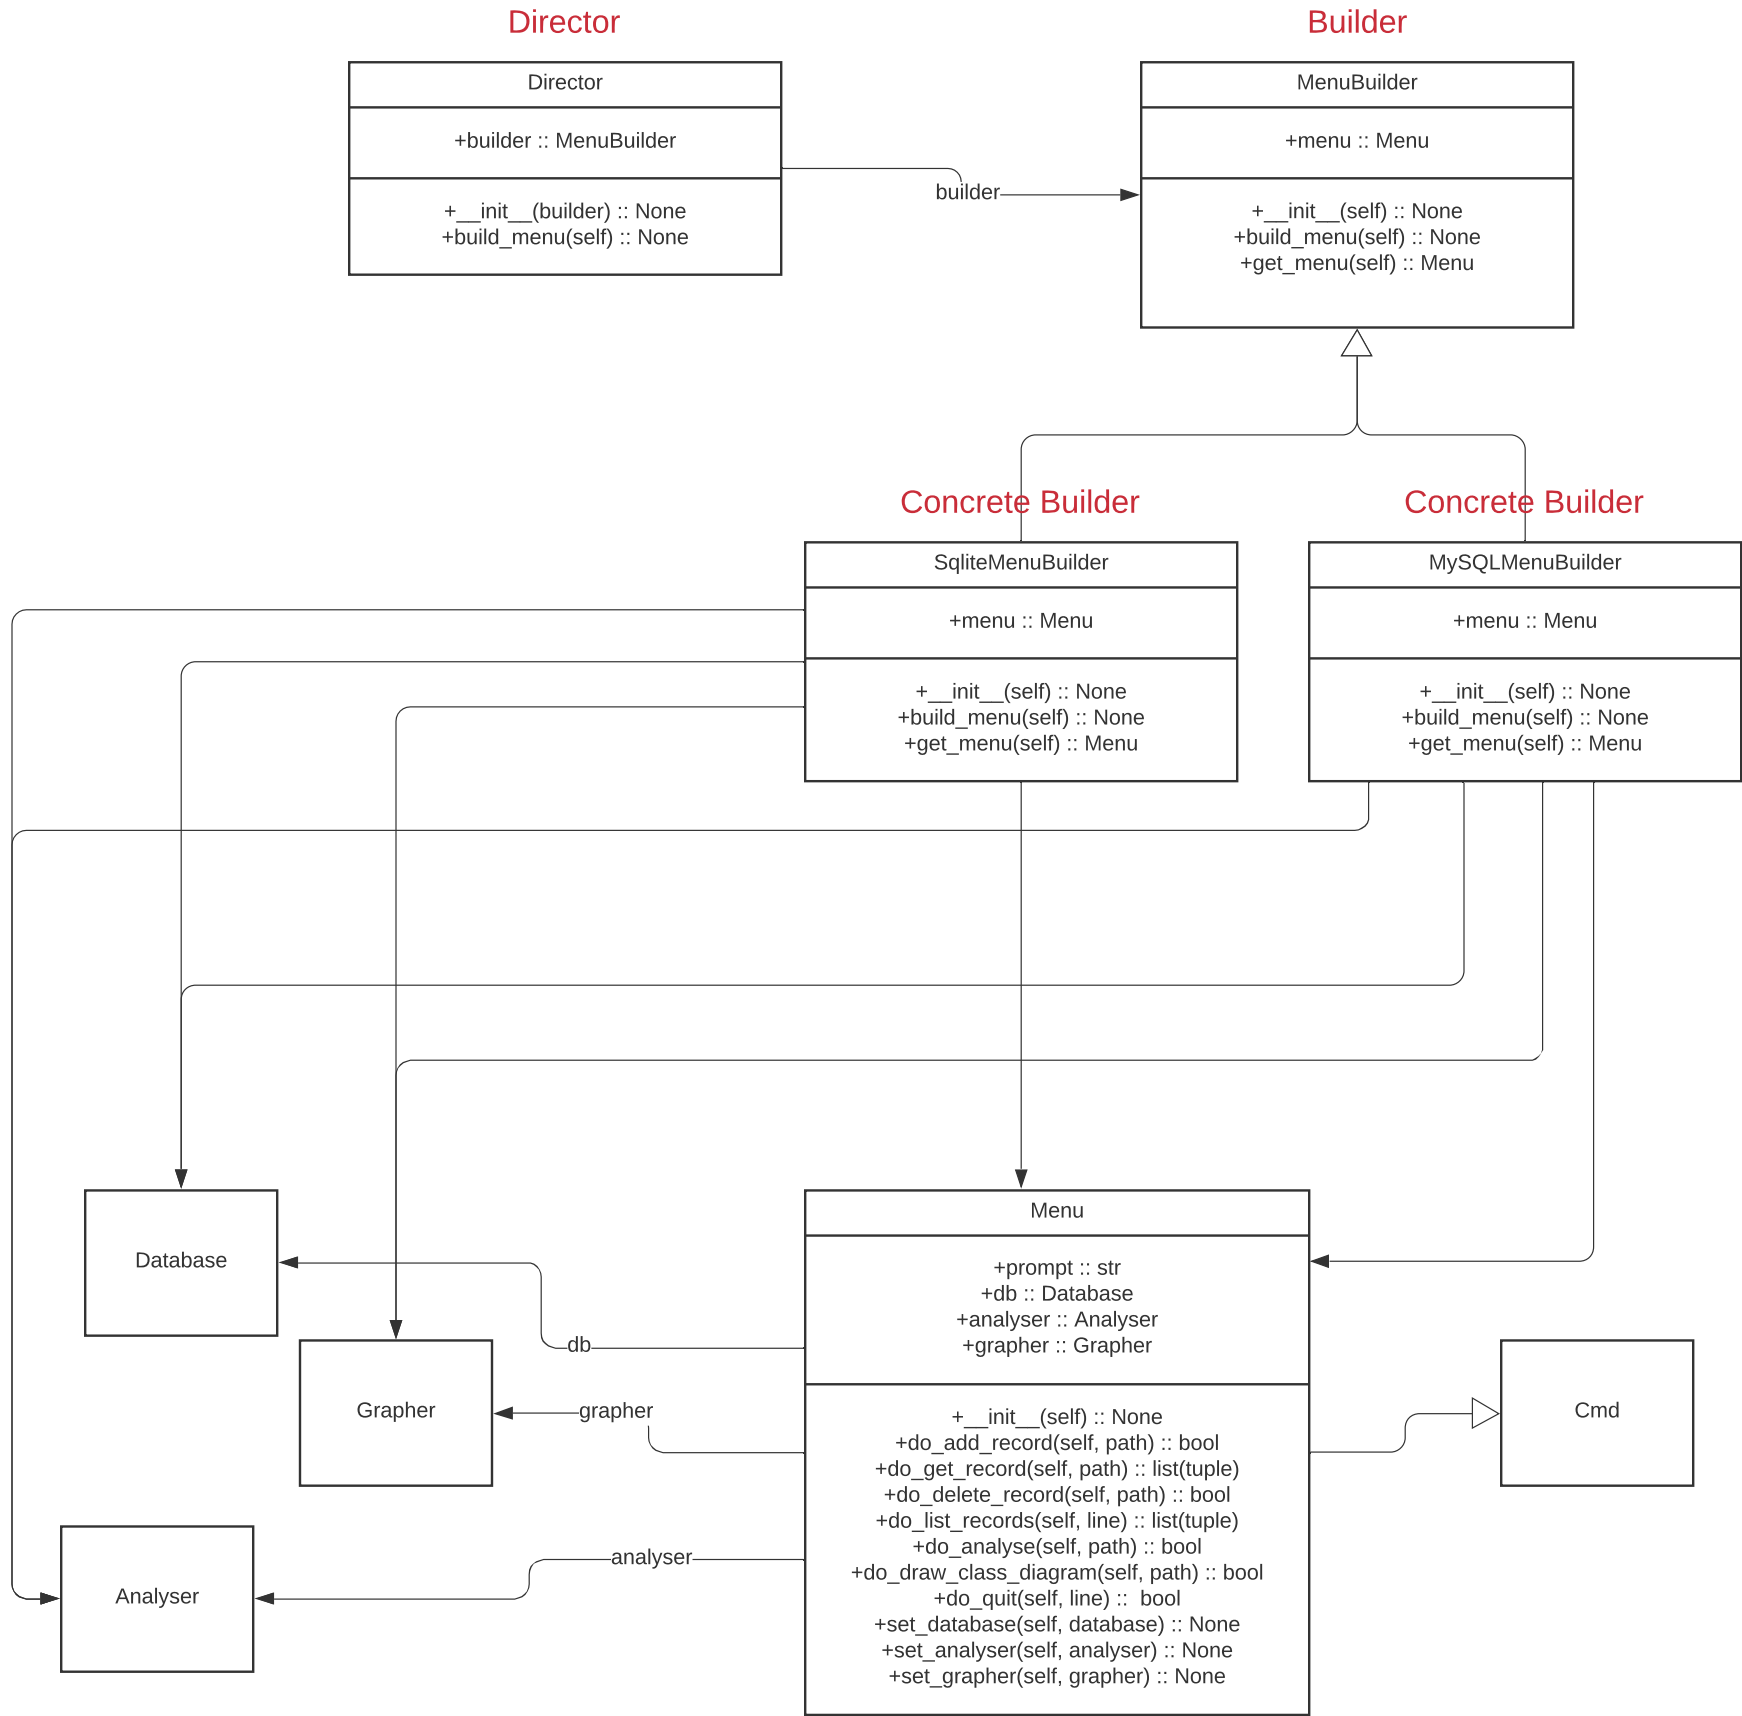 Director
Builder
Director
+builder :: MenuBuilder
+__init__(builder) :: None
+build_menu(self) :: None
builder
MenuBuilder
+menu :: Menu
+__init__(self) :: None
+build_menu(self) :: None
+get_menu(self) :: Menu
Concrete Builder
Concrete Builder
SqliteMenuBuilder
+menu :: Menu
+__init__(self) :: None
+build_menu(self) :: None
+get_menu(self) :: Menu
MySQLMenuBuilder
+menu :: Menu
+__init__(self) :: None
+build_menu(self) :: None
+get_menu(self) :: Menu
Database
Grapher
Analyser
db
grapher
analyser
Menu
+prompt :: str
+db :: Database
+analyser :: Analyser
+grapher :: Grapher
+__init__(self) :: None
+do_add_record(self, path) :: bool
+do_get_record(self, path) :: list(tuple)
+do_delete_record(self, path) :: bool
+do_list_records(self, line) :: list(tuple)
+do_analyse(self, path) :: bool
+do_draw_class_diagram(self, path) :: bool
+do_quit(self, line) ::  bool
+set_database(self, database) :: None
+set_analyser(self, analyser) :: None
+set_grapher(self, grapher) :: None
Cmd